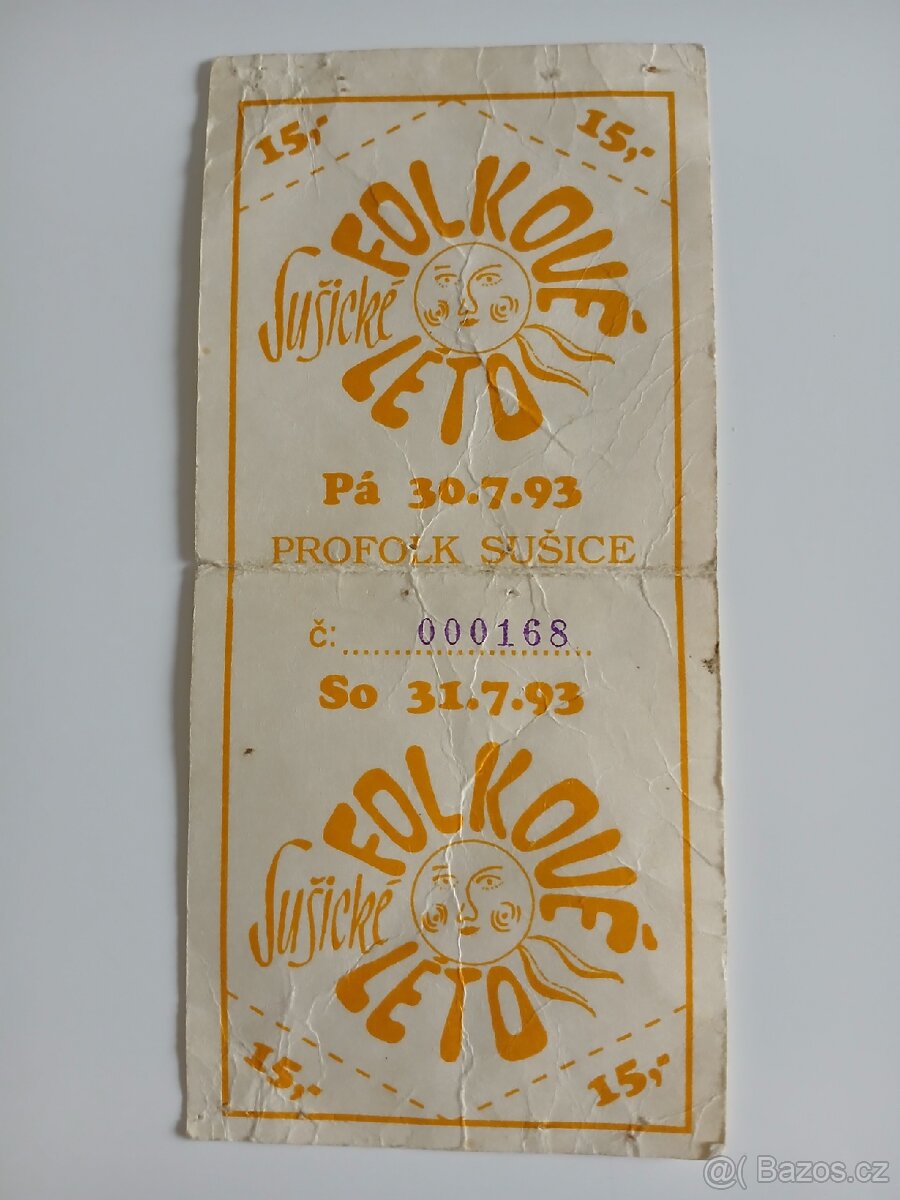 15,- 15,-
Sušické FOLKOVÉ LÉTO
Pá 30.7.93
PROFOLK SUŠICE
č: 000168
So 31.7.93
Sušické FOLKOVÉ LÉTO
15,- 15,-
@( Bazos.cz